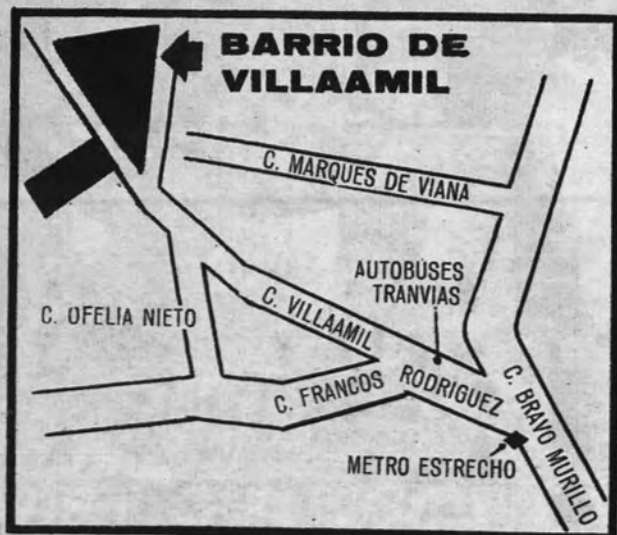 BARRIO DE
VILLAAMIL
C. MARQUES DE VIANA
AUTOBUSES
TRANVIAS
C. OFELIA NIETO
C. VILLAAMIL
C. FRANCOS RODRIGUEZ
C. BRAVO MURILLO
METRO ESTRECHO